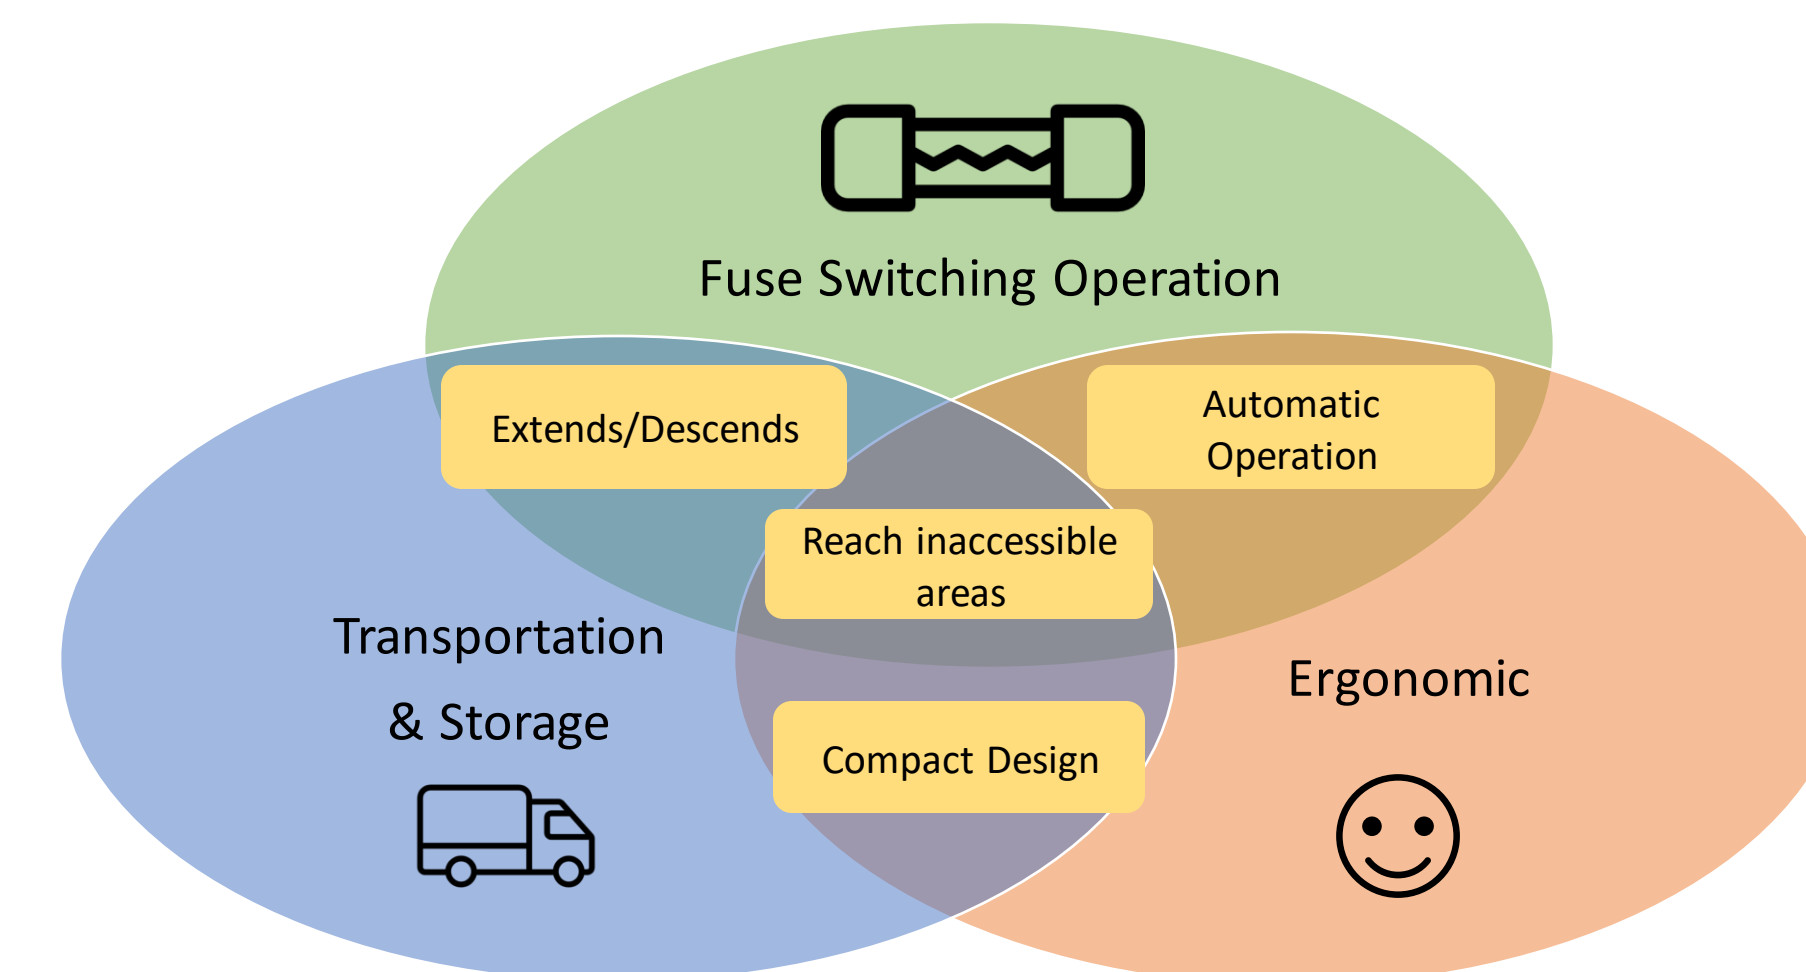 Fuse Switching Operation
Extends/Descends
Automatic
Operation
Reach inaccessible
areas
Transportation
& Storage
Ergonomic
Compact Design